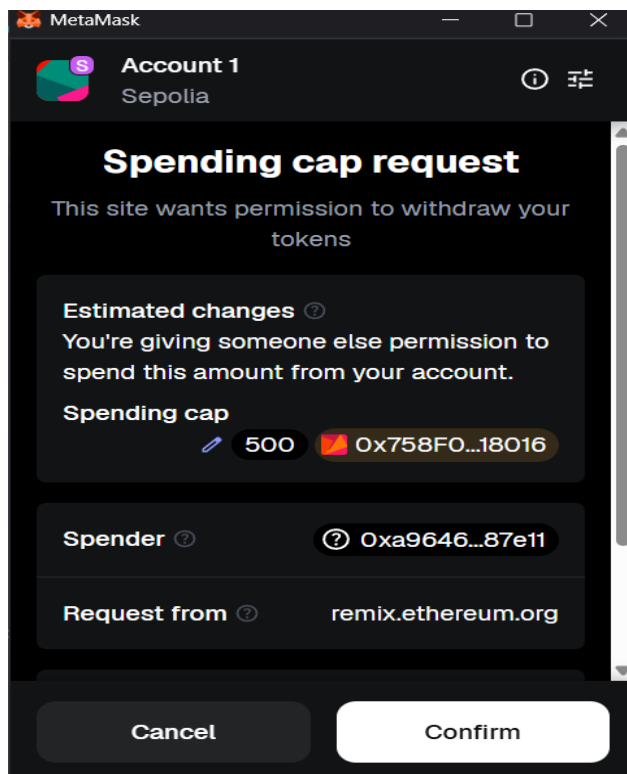 MetaMask
S
Account 1
Sepolia
Spending cap request
This site wants permission to withdraw your
tokens
Estimated changes
You're giving someone else permission to
spend this amount from your account.
Spending cap
500 0x758F0...18016
Spender 0xa9646...87e11
Request from remix.ethereum.org
Cancel Confirm